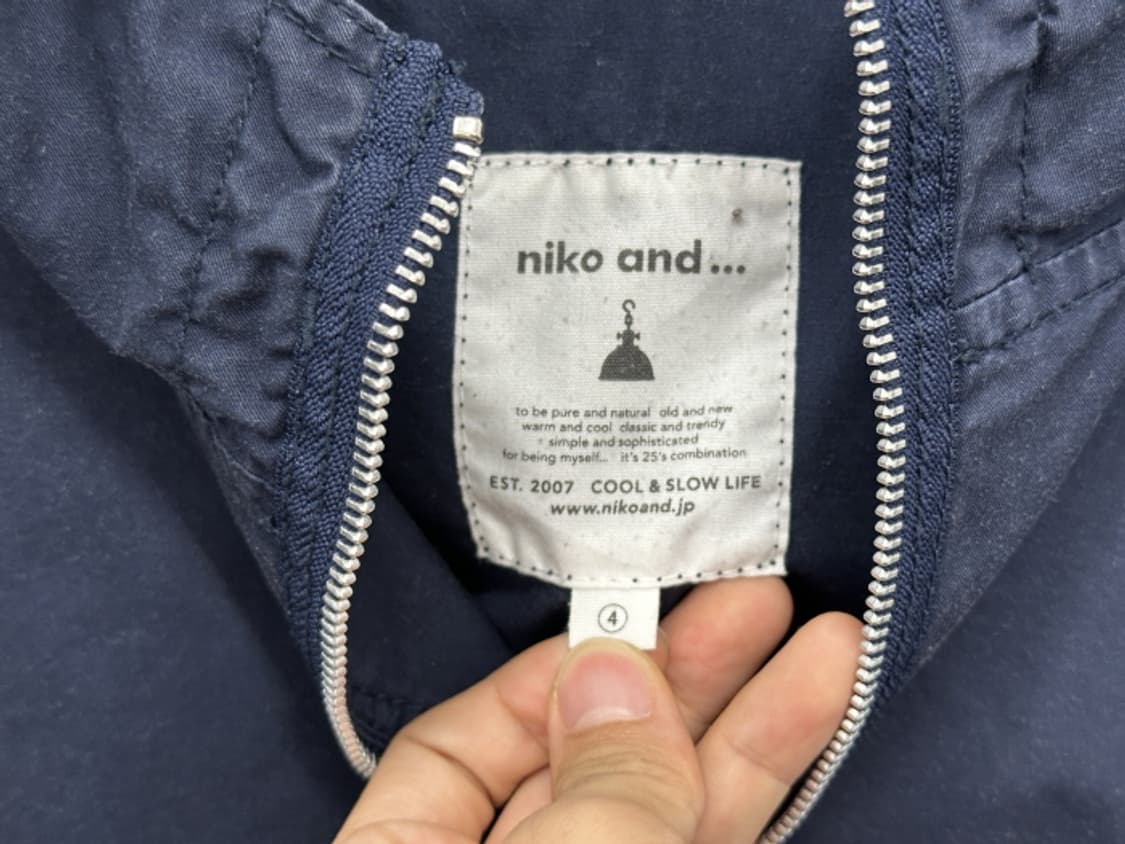 niko and...
to be pure and natural old and new
warm and cool classic and trendy
simple and sophisticated
for being myself... it's 25's combination
EST. 2007 COOL & SLOW LIFE
www.nikoand.jp
④